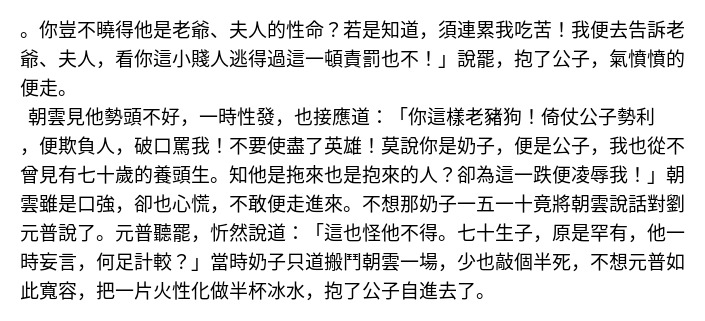 。你豈不曉得他是老爺、夫人的性命？若是知道，須連累我吃苦！我便去告訴老
爺、夫人，看你這小賤人逃得過這一頓責罰也不！」說罷，抱了公子，氣憤憤的
便走。
朝雲見他勢頭不好，一時性發，也接應道：「你這樣老豬狗！倚仗公子勢利
，便欺負人，破口罵我！不要使盡了英雄！莫說你是奶子，便是公子，我也從不
曾見有七十歲的養頭生。知他是拖來也是抱來的人？卻為這一跌便凌辱我！」朝
雲雖是口強，卻也心慌，不敢便走進來。不想那奶子一五一十竟將朝雲說話對劉
元普說了。元普聽罷，忻然說道：「這也怪他不得。七十生子，原是罕有，他一
時妄言，何足計較？」當時奶子只道搬鬥朝雲一場，少也敲個半死，不想元普如
此寬容，把一片火性化做半杯冰水，抱了公子自進去了。